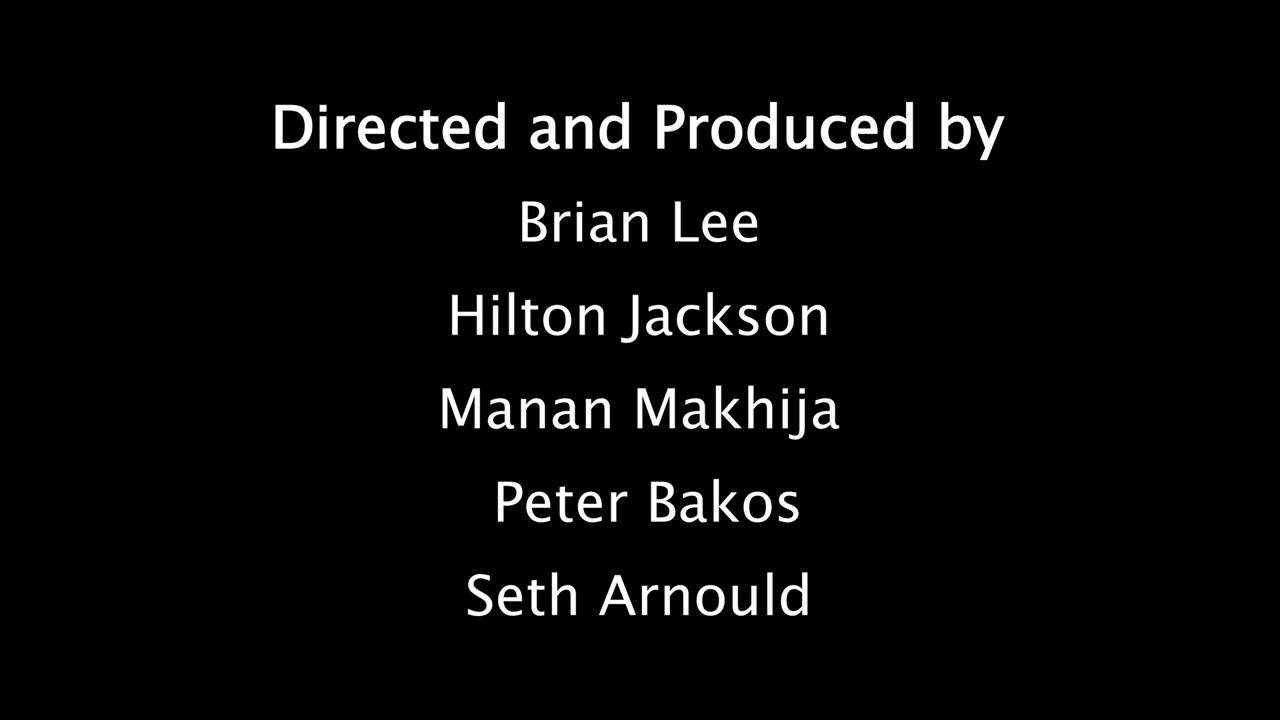 Directed and Produced by
Brian Lee
Hilton Jackson
Manan Makhija
Peter Bakos
Seth Arnould